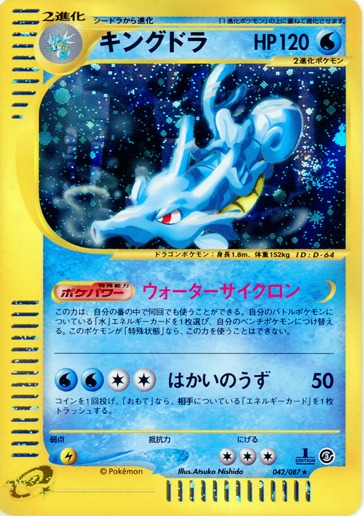 2進化
シードラから進化
「1進化ポケモン」の上に重ねて進化させます
キングドラ HP120
2進化ポケモン
ドラゴンポケモン：身長1.8m、体重152kg ID:D-64
特殊能力
ポケパワー ウォーターサイクロン
この力は、自分の番の中で何回でも使うことができる。自分のバトルポケモンに
ついている「水」エネルギーカードを1枚選び、自分のベンチポケモンにつけ替え
る。このポケモンが「特殊状態」なら、この力を使うことはできない。
はかいのうず 50
コインを1回投げ、「おもて」なら、相手についている「エネルギーカード」を1枚
トラッシュする。
弱点 抵抗力 にげる
1 EDITION
© Pokémon Illus.Atsuko Nishida 042/087★